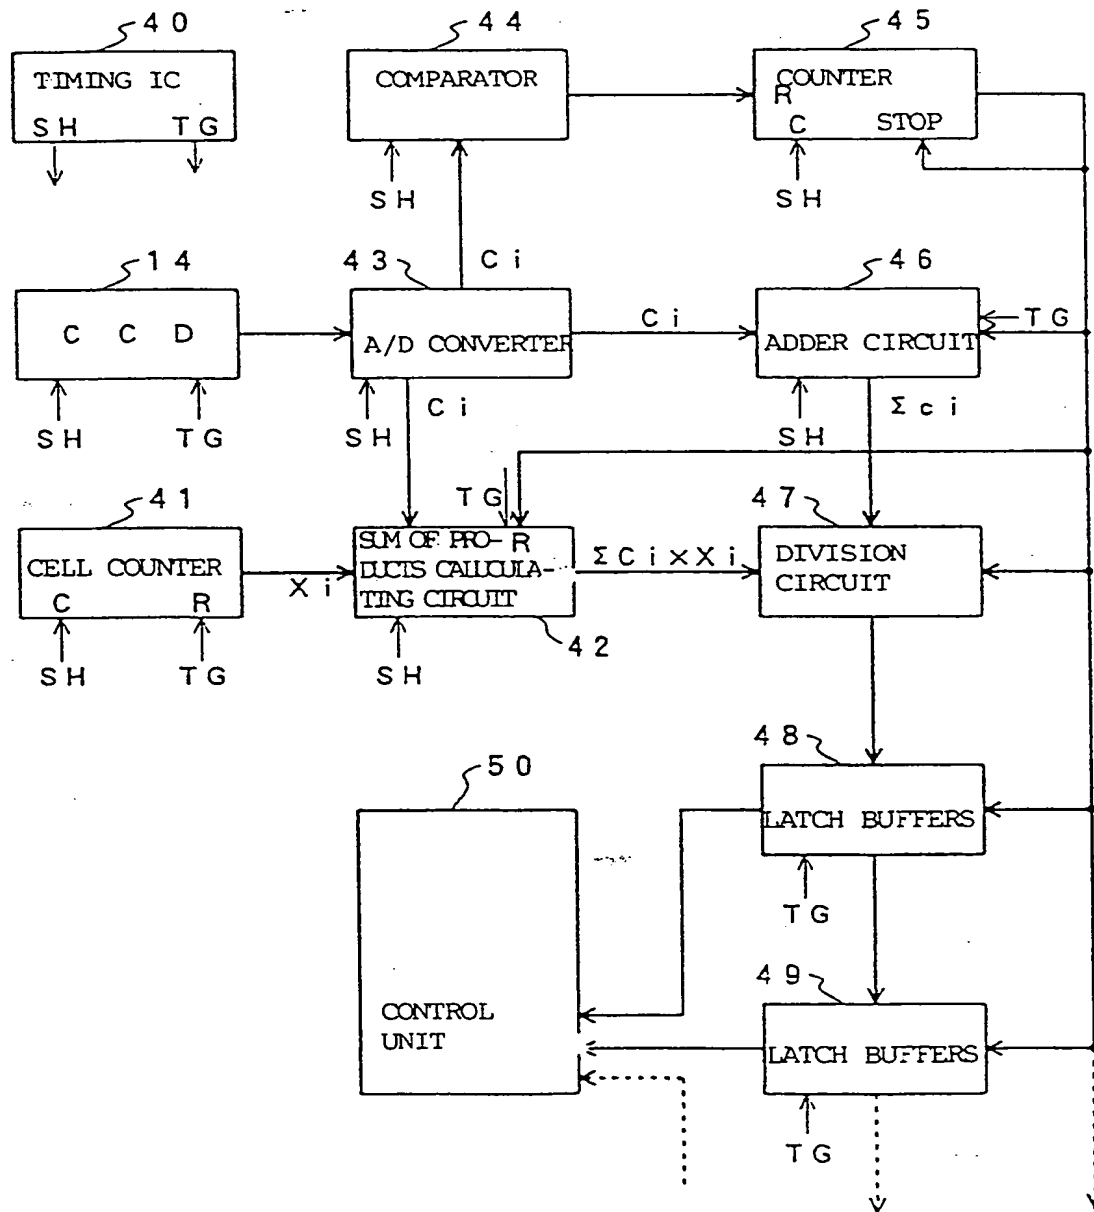 40
TIMING IC
SH TG
44
COMPARATOR
SH
45
COUNTER
R
C STOP
SH
Ci
14
C C D
SH TG
43
A/D CONVERTER
SH
Ci
Ci
46
ADDER CIRCUIT
TG
SH
Σci
41
CELL COUNTER
C R
SH TG
Xi
TG
SUM OF PRO- R
DUCTS CALUCULA-
TING CIRCUIT
42
SH
ΣCi×Xi
47
DIVISION
CIRCUIT
48
LATCH BUFFERS
TG
50
CONTROL
UNIT
49
LATCH BUFFERS
TG